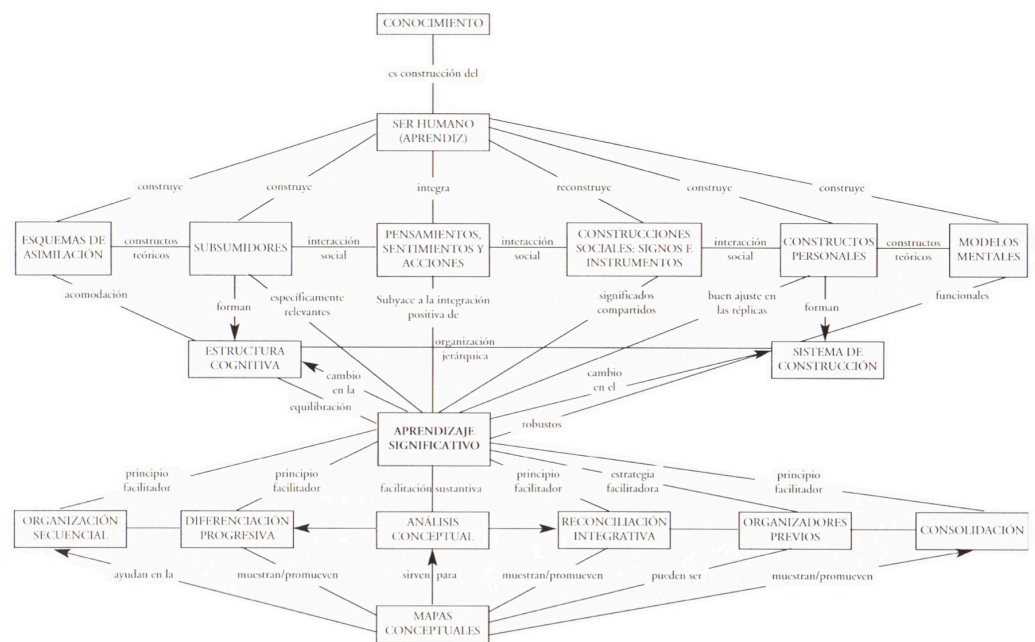 CONOCIMIENTO
es construcción del
SER HUMANO
(APRENDIZ)
construye
construye
integra
reconstruye
construye
construye
ESQUEMAS DE
ASIMILACIÓN
constructos
teóricos
SUBSUMIDORES
interacción
social
PENSAMIENTOS,
SENTIMIENTOS Y
ACCIONES
interacción
social
CONSTRUCCIONES
SOCIALES: SIGNOS E
INSTRUMENTOS
interacción
social
CONSTRUCTOS
PERSONALES
constructos
teóricos
MODELOS
MENTALES
acomodación
forman
específicamente
relevantes
Subyace a la integración
positiva de
significados
compartidos
buen ajuste en
las réplicas
forman
funcionales
ESTRUCTURA
COGNITIVA
organización
jerárquica
SISTEMA DE
CONSTRUCCIÓN
cambio
en la
equilibración
cambio
en el
robustos
APRENDIZAJE
SIGNIFICATIVO
principio
facilitador
principio
facilitador
facilitación sustantiva
principio
facilitador
estrategia
facilitadora
principio
facilitador
ORGANIZACIÓN
SECUENCIAL
DIFERENCIACIÓN
PROGRESIVA
ANÁLISIS
CONCEPTUAL
RECONCILIACIÓN
INTEGRATIVA
ORGANIZADORES
PREVIOS
CONSOLIDACIÓN
ayudan en la
muestran/promueven
sirven para
muestran/promueven
pueden ser
muestran/promueven
MAPAS
CONCEPTUALES